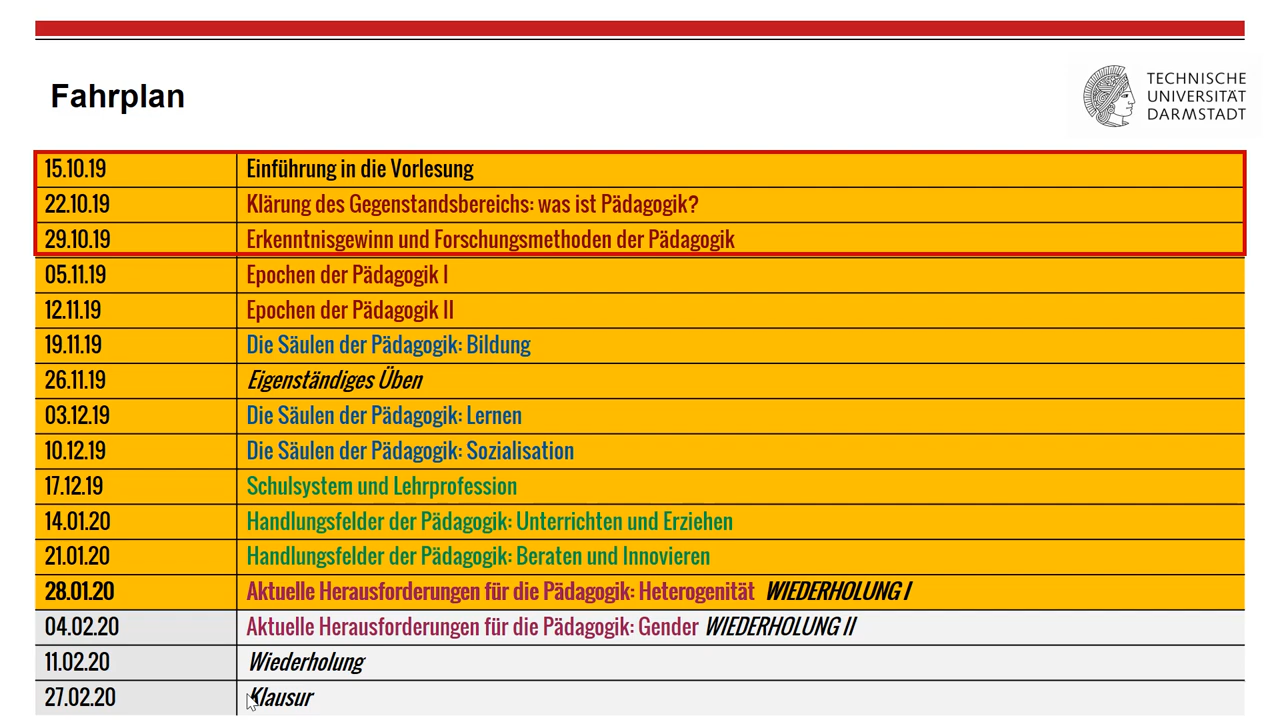 Fahrplan
TECHNISCHE
UNIVERSITÄT
DARMSTADT
15.10.19 Einführung in die Vorlesung
22.10.19 Klärung des Gegenstandsbereichs: was ist Pädagogik?
29.10.19 Erkenntnisgewinn und Forschungsmethoden der Pädagogik
05.11.19 Epochen der Pädagogik I
12.11.19 Epochen der Pädagogik II
19.11.19 Die Säulen der Pädagogik: Bildung
26.11.19 Eigenständiges Üben
03.12.19 Die Säulen der Pädagogik: Lernen
10.12.19 Die Säulen der Pädagogik: Sozialisation
17.12.19 Schulsystem und Lehrprofession
14.01.20 Handlungsfelder der Pädagogik: Unterrichten und Erziehen
21.01.20 Handlungsfelder der Pädagogik: Beraten und Innovieren
28.01.20 Aktuelle Herausforderungen für die Pädagogik: Heterogenität WIEDERHOLUNG I
04.02.20 Aktuelle Herausforderungen für die Pädagogik: Gender WIEDERHOLUNG II
11.02.20 Wiederholung
27.02.20 Klausur